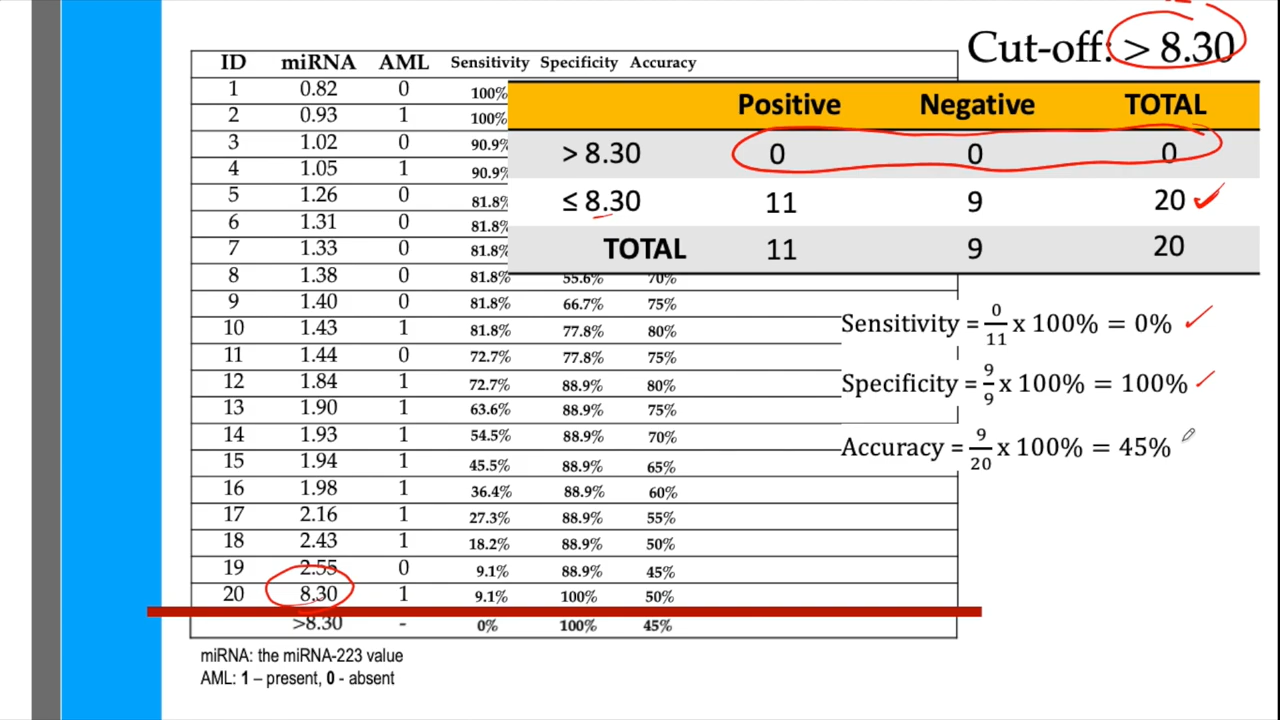 Cut-off: > 8.30
ID miRNA AML Sensitivity Specificity Accuracy
1 0.82 0 100%
2 0.93 1 100%
3 1.02 0 90.9%
4 1.05 1 90.9%
5 1.26 0 81.8%
6 1.31 0 81.8%
7 1.33 0 81.8%
8 1.38 0 81.8% 55.6% 70%
9 1.40 0 81.8% 66.7% 75%
10 1.43 1 81.8% 77.8% 80%
11 1.44 0 72.7% 77.8% 75%
12 1.84 1 72.7% 88.9% 80%
13 1.90 1 63.6% 88.9% 75%
14 1.93 1 54.5% 88.9% 70%
15 1.94 1 45.5% 88.9% 65%
16 1.98 1 36.4% 88.9% 60%
17 2.16 1 27.3% 88.9% 55%
18 2.43 1 18.2% 88.9% 50%
19 2.55 0 9.1% 88.9% 45%
20 8.30 1 9.1% 100% 50%
>8.30 - 0% 100% 45%
Positive Negative TOTAL
> 8.30 0 0 0
≤ 8.30 11 9 20
TOTAL 11 9 20
Sensitivity = 0/11 x 100% = 0%
Specificity = 9/9 x 100% = 100%
Accuracy = 9/20 x 100% = 45%
miRNA: the miRNA-223 value
AML: 1 – present, 0 - absent